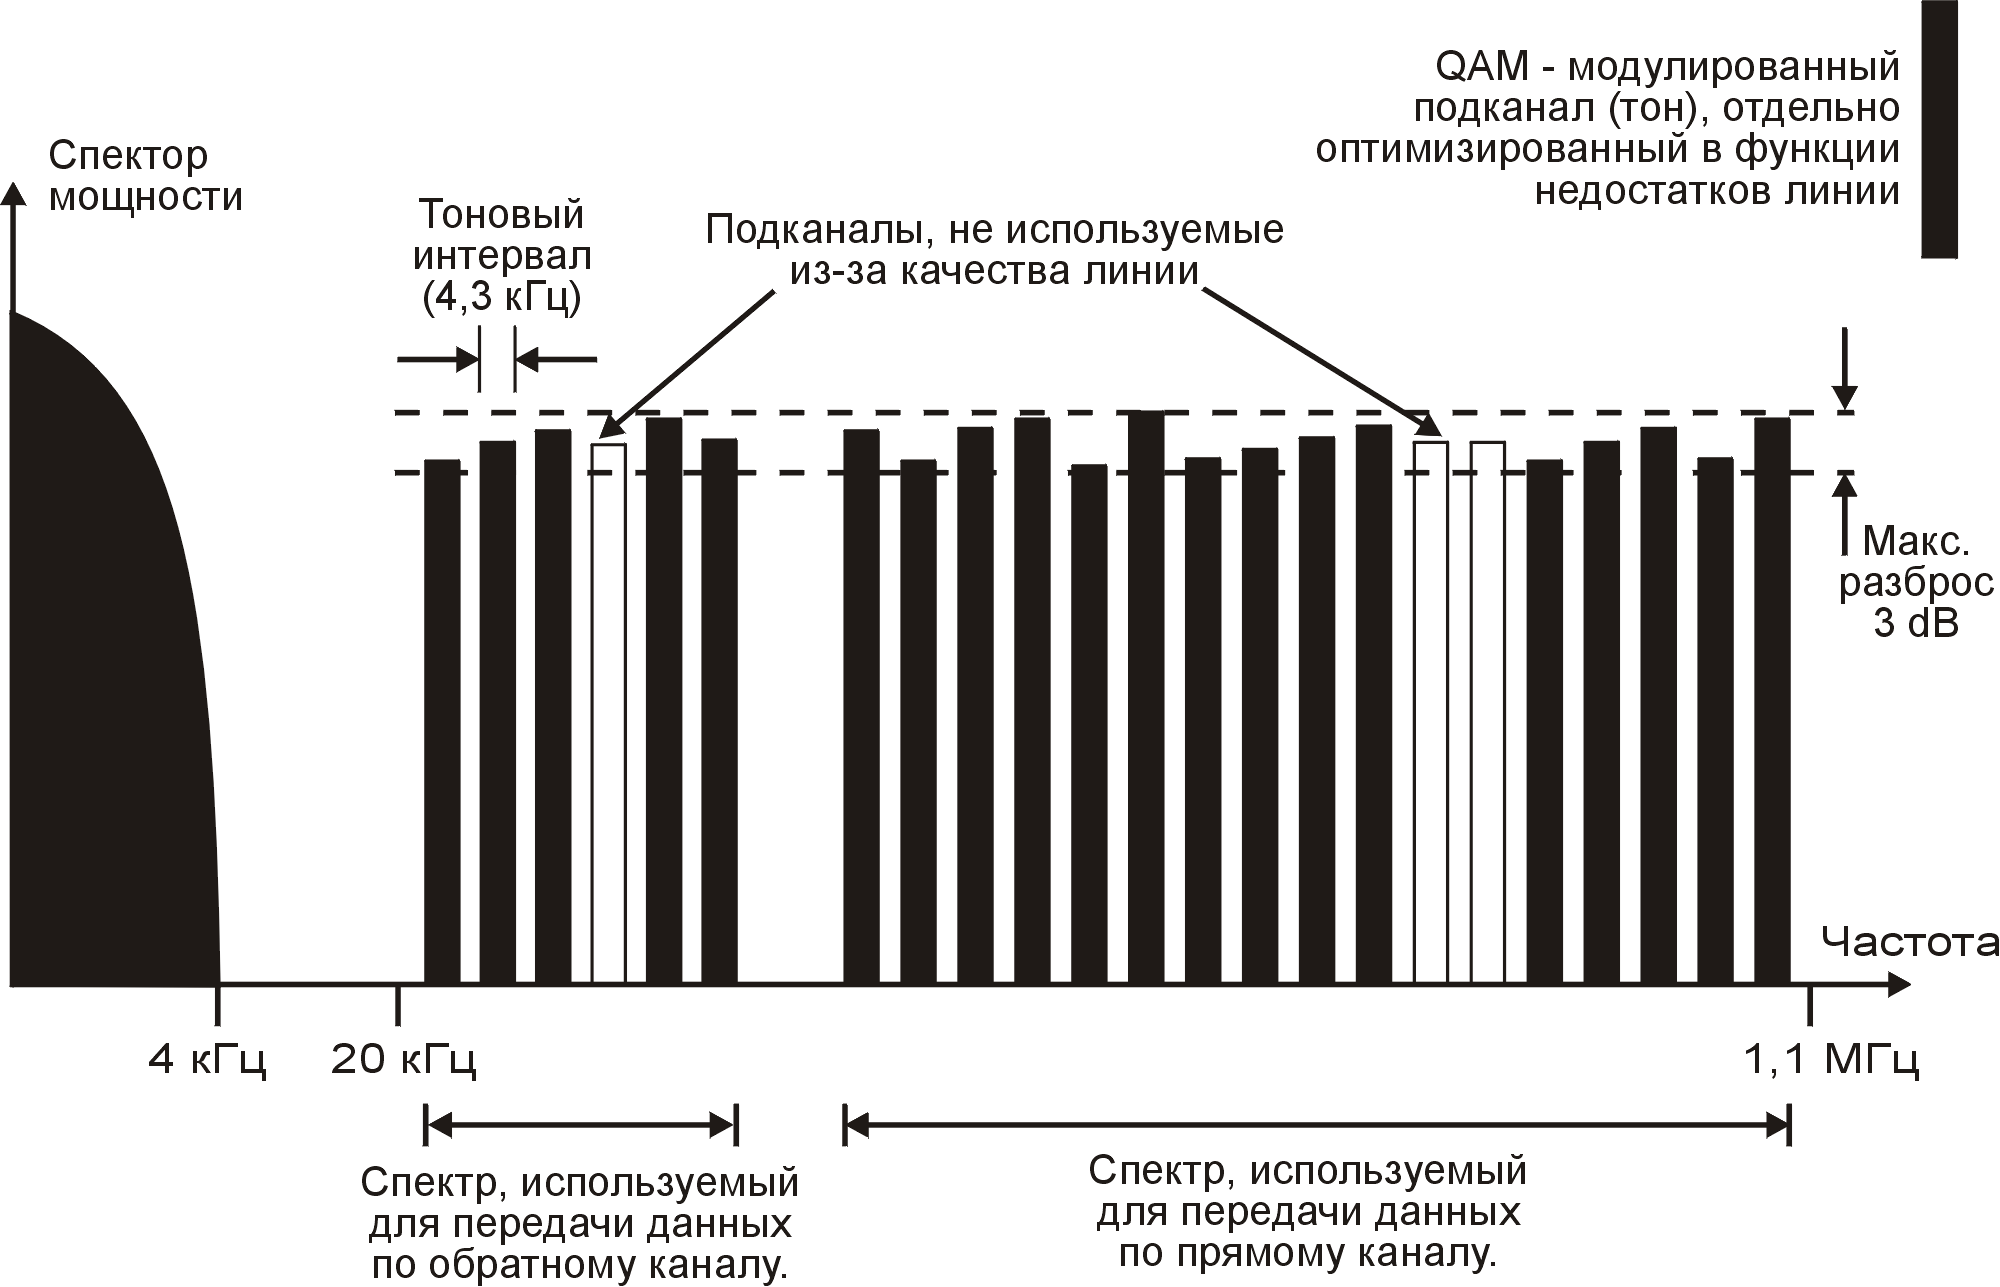 QAM - модулированный
подканал (тон), отдельно
оптимизированный в функции
недостатков линии
Спектор
мощности
Тоновый
интервал
(4,3 кГц)
Подканалы, не используемые
из-за качества линии
Макс.
разброс
3 dB
Частота
4 кГц
20 кГц
1,1 МГц
Спектр, используемый
для передачи данных
по обратному каналу.
Спектр, используемый
для передачи данных
по прямому каналу.